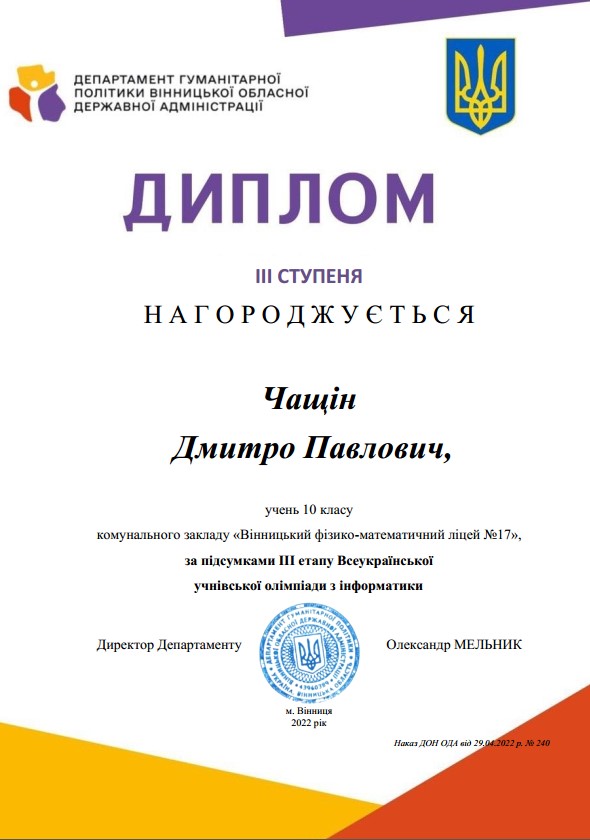 ДЕПАРТАМЕНТ ГУМАНІТАРНОЇ
ПОЛІТИКИ ВІННИЦЬКОЇ ОБЛАСНОЇ
ДЕРЖАВНОЇ АДМІНІСТРАЦІЇ
ДИПЛОМ
ІІІ СТУПЕНЯ
НАГОРОДЖУЄТЬСЯ
Чащін
Дмитро Павлович,
учень 10 класу
комунального закладу «Вінницький фізико-математичний ліцей №17»,
за підсумками ІІІ етапу Всеукраїнської
учнівської олімпіади з інформатики
Директор Департаменту
Олександр МЕЛЬНИК
м. Вінниця
2022 рік
Наказ ДОН ОДА від 29.04.2022 р. № 240